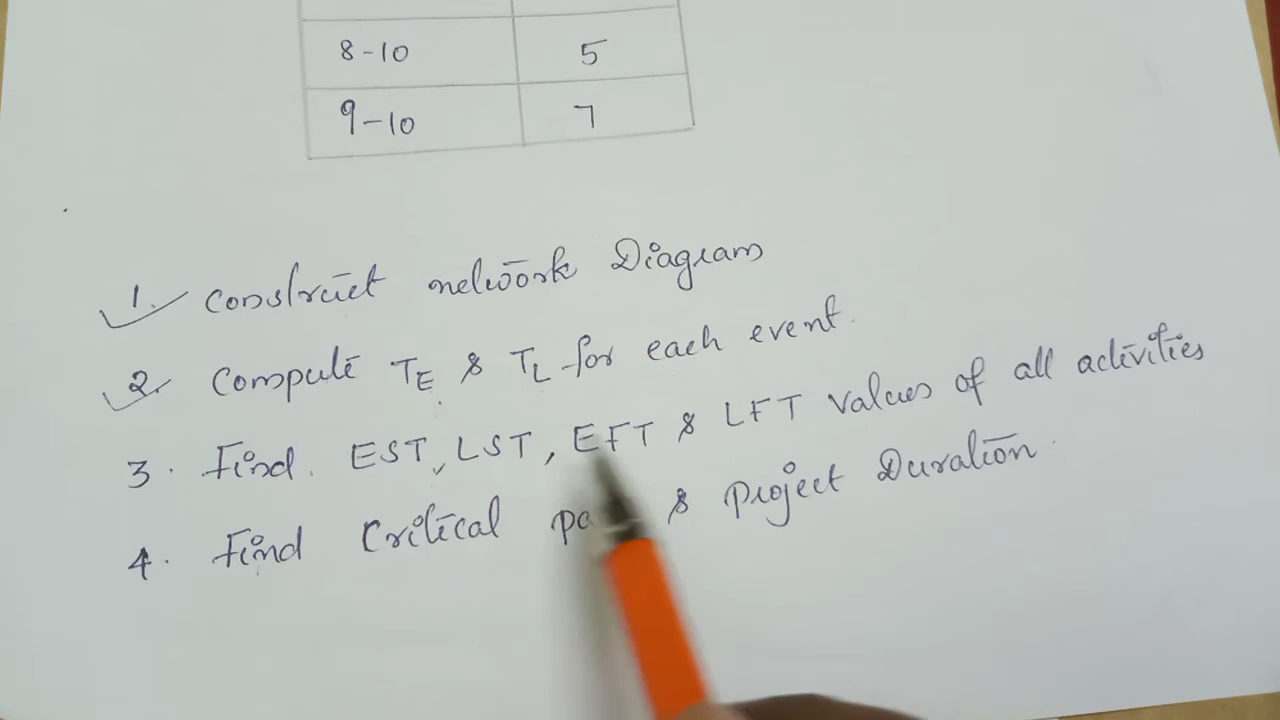 8-10 5
9-10 7
1. Construct network Diagram
2. Compute TE & TL for each event.
3. Find. EST, LST, EFT & LFT values of all activities
4. Find Critical & Project Duration.